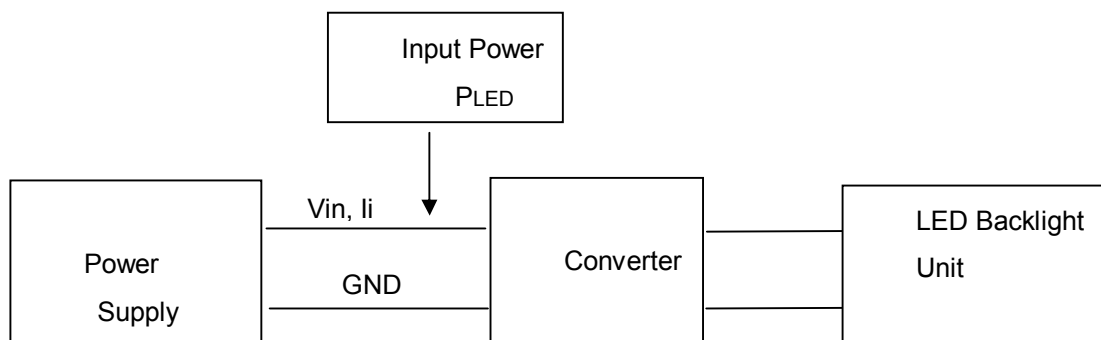 Input Power
PLED
Vin, Ii
GND
Power
Supply
Converter
LED Backlight
Unit